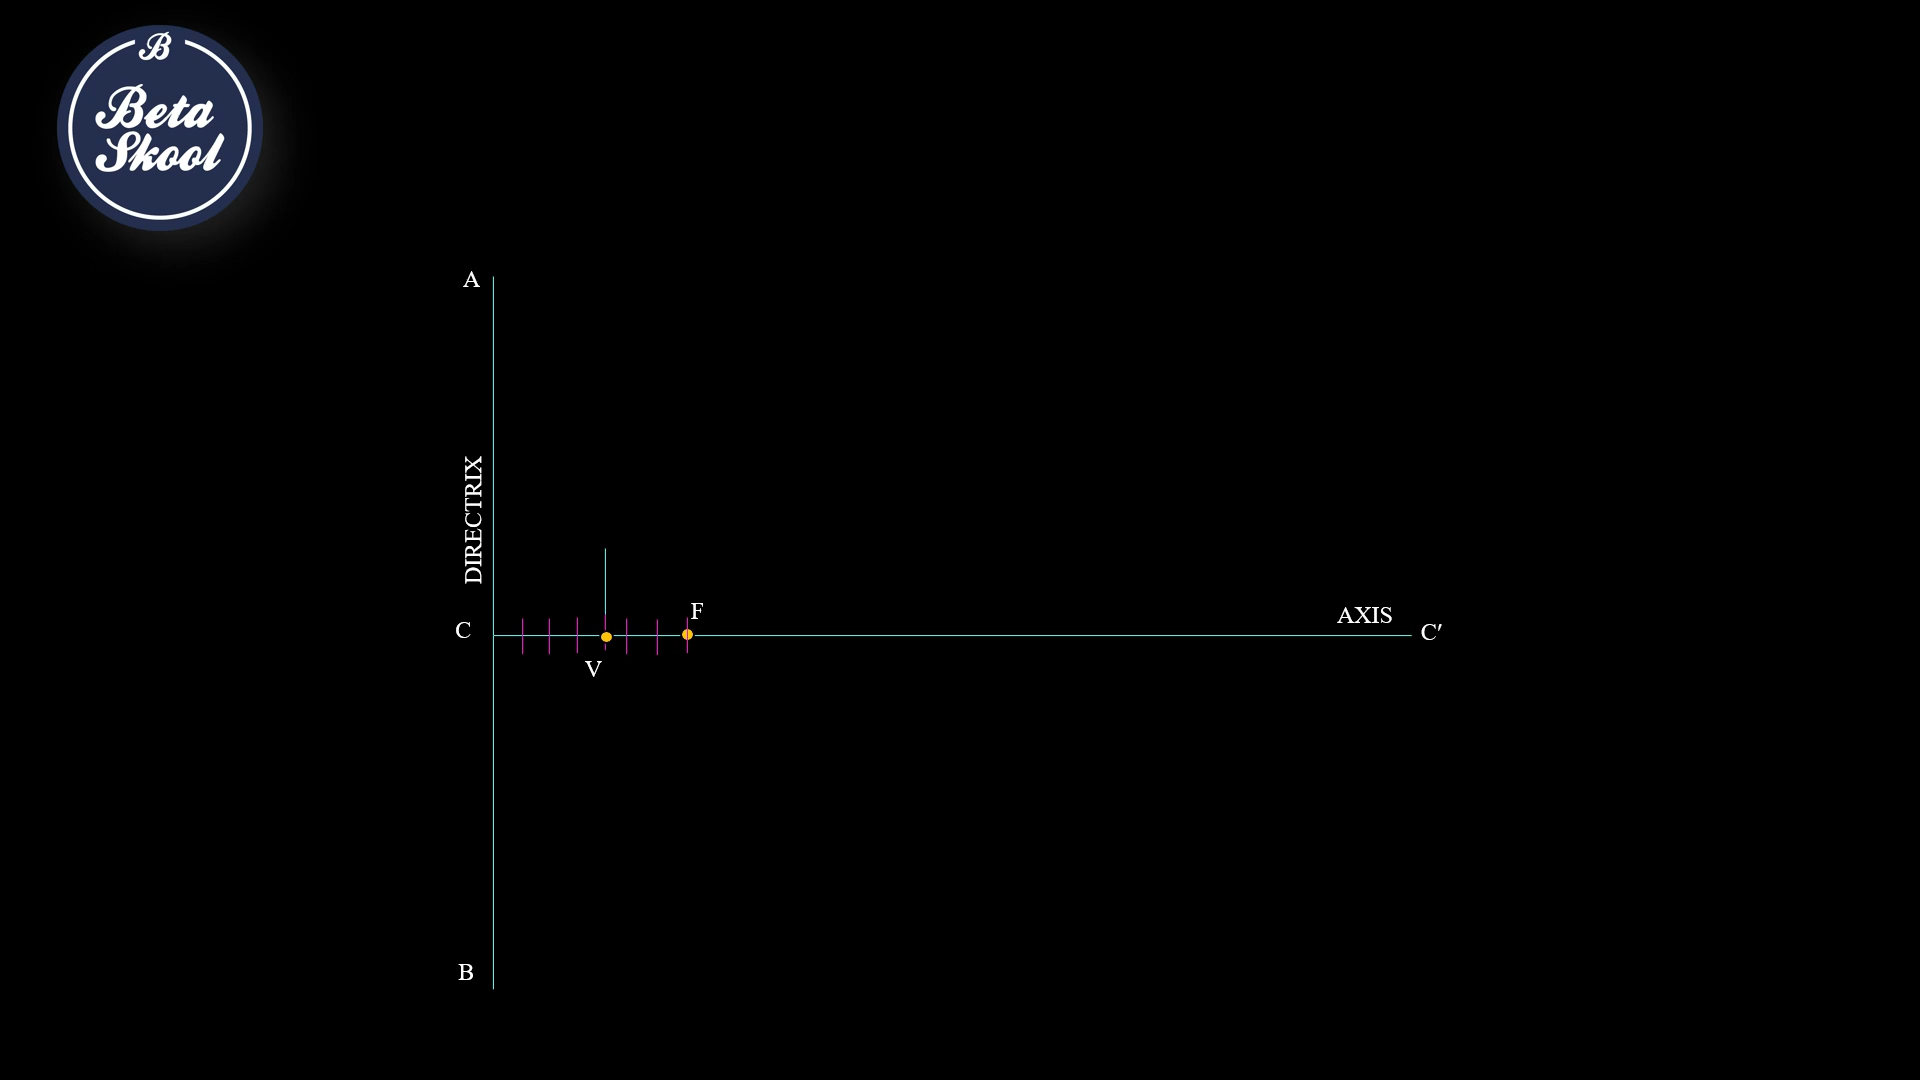 B
Beta
Skool
A
DIRECTRIX
F
AXIS
C
C′
V
B